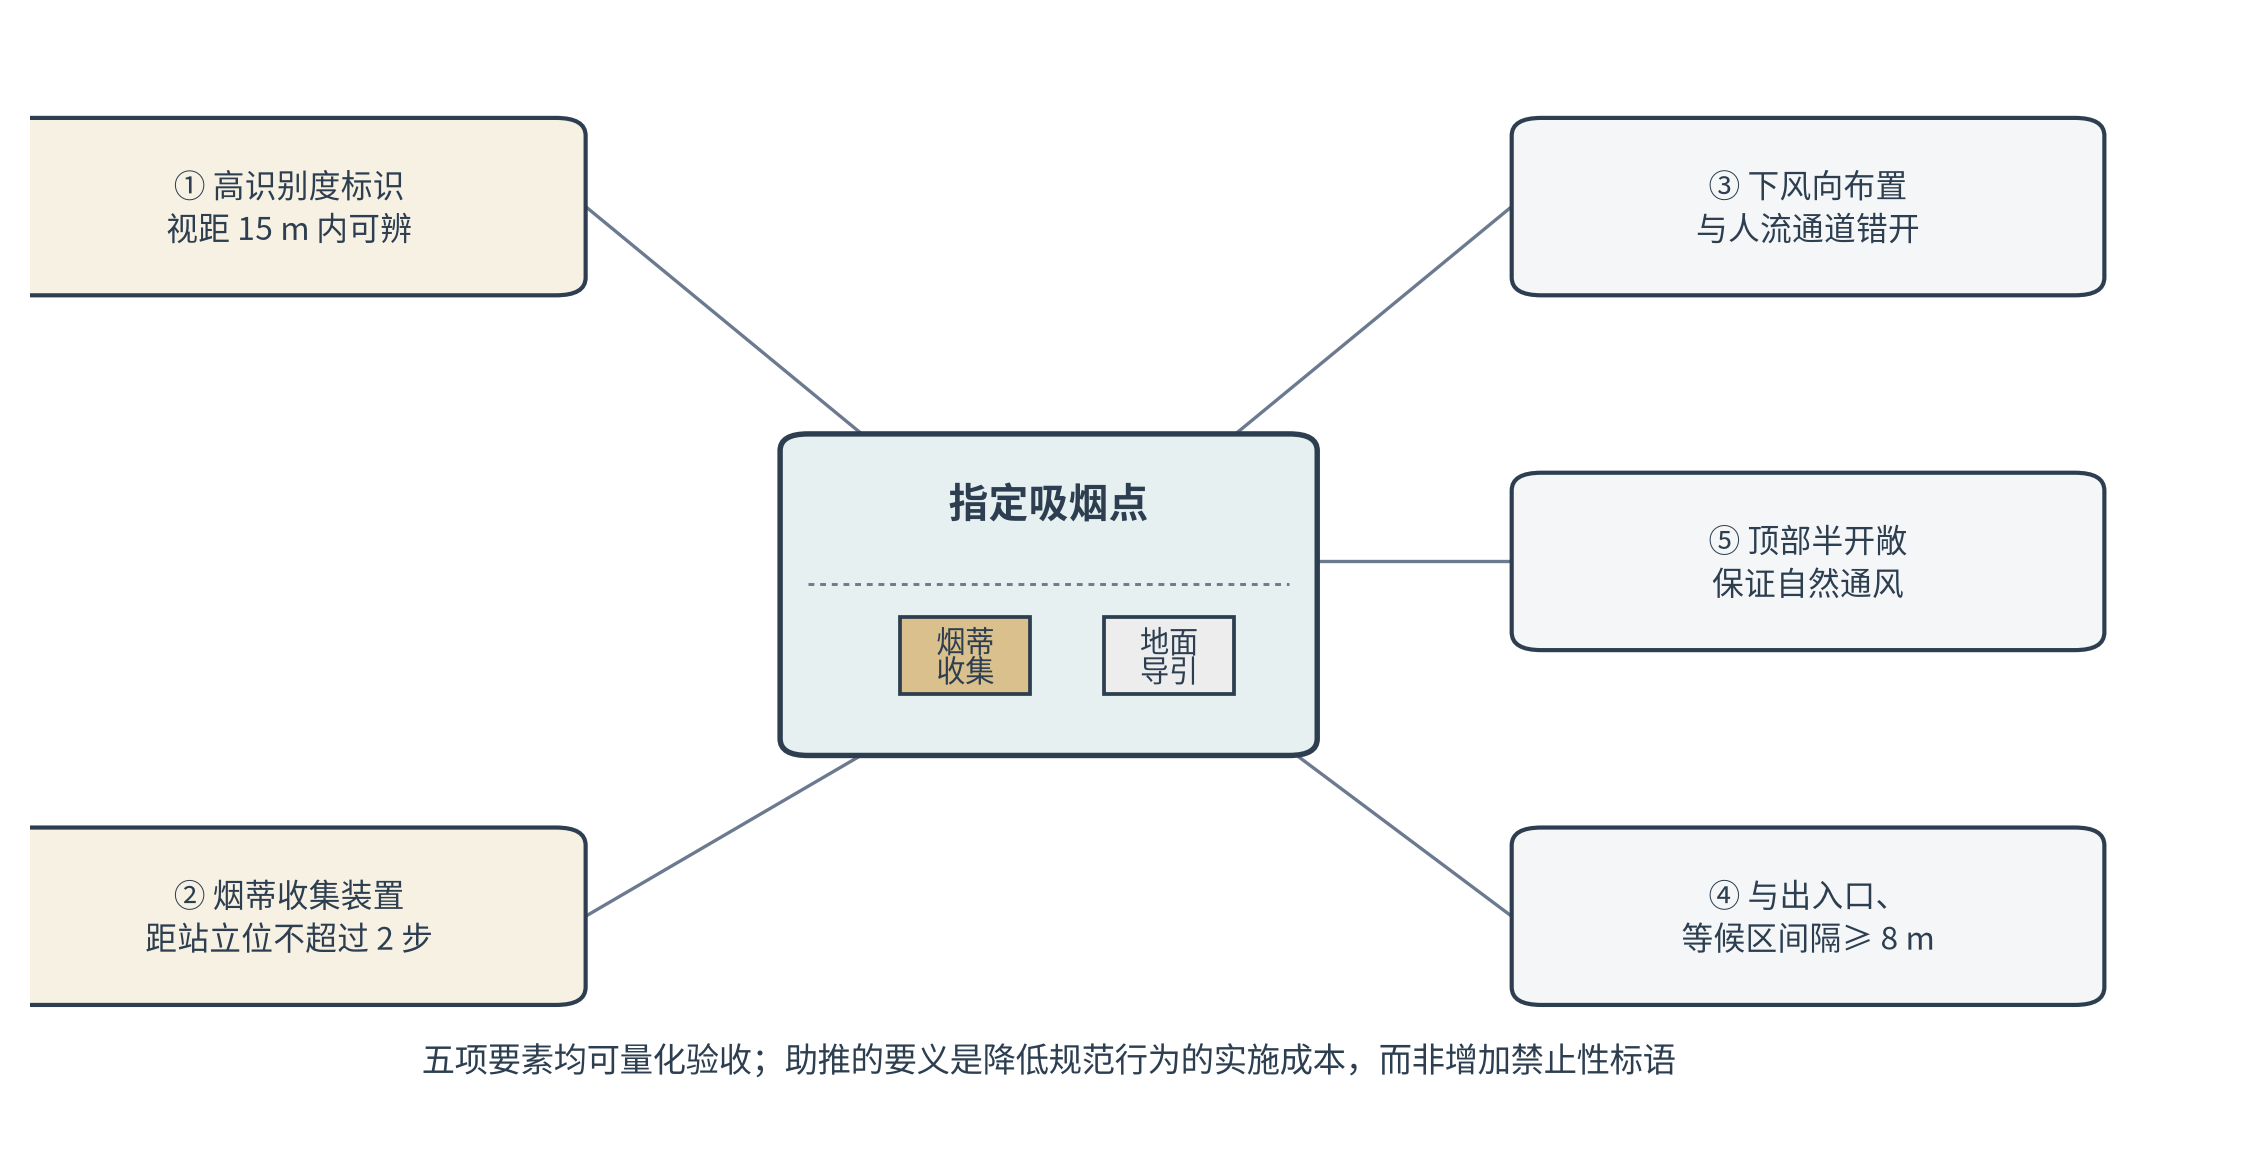 ① 高识别度标识
视距 15 m 内可辨
③ 下风向布置
与人流通道错开
指定吸烟点
烟蒂
收集
地面
导引
⑤ 顶部半开敞
保证自然通风
② 烟蒂收集装置
距站立位不超过 2 步
④ 与出入口、
等候区间隔⩾ 8 m
五项要素均可量化验收；助推的要义是降低规范行为的实施成本，而非增加禁止性标语